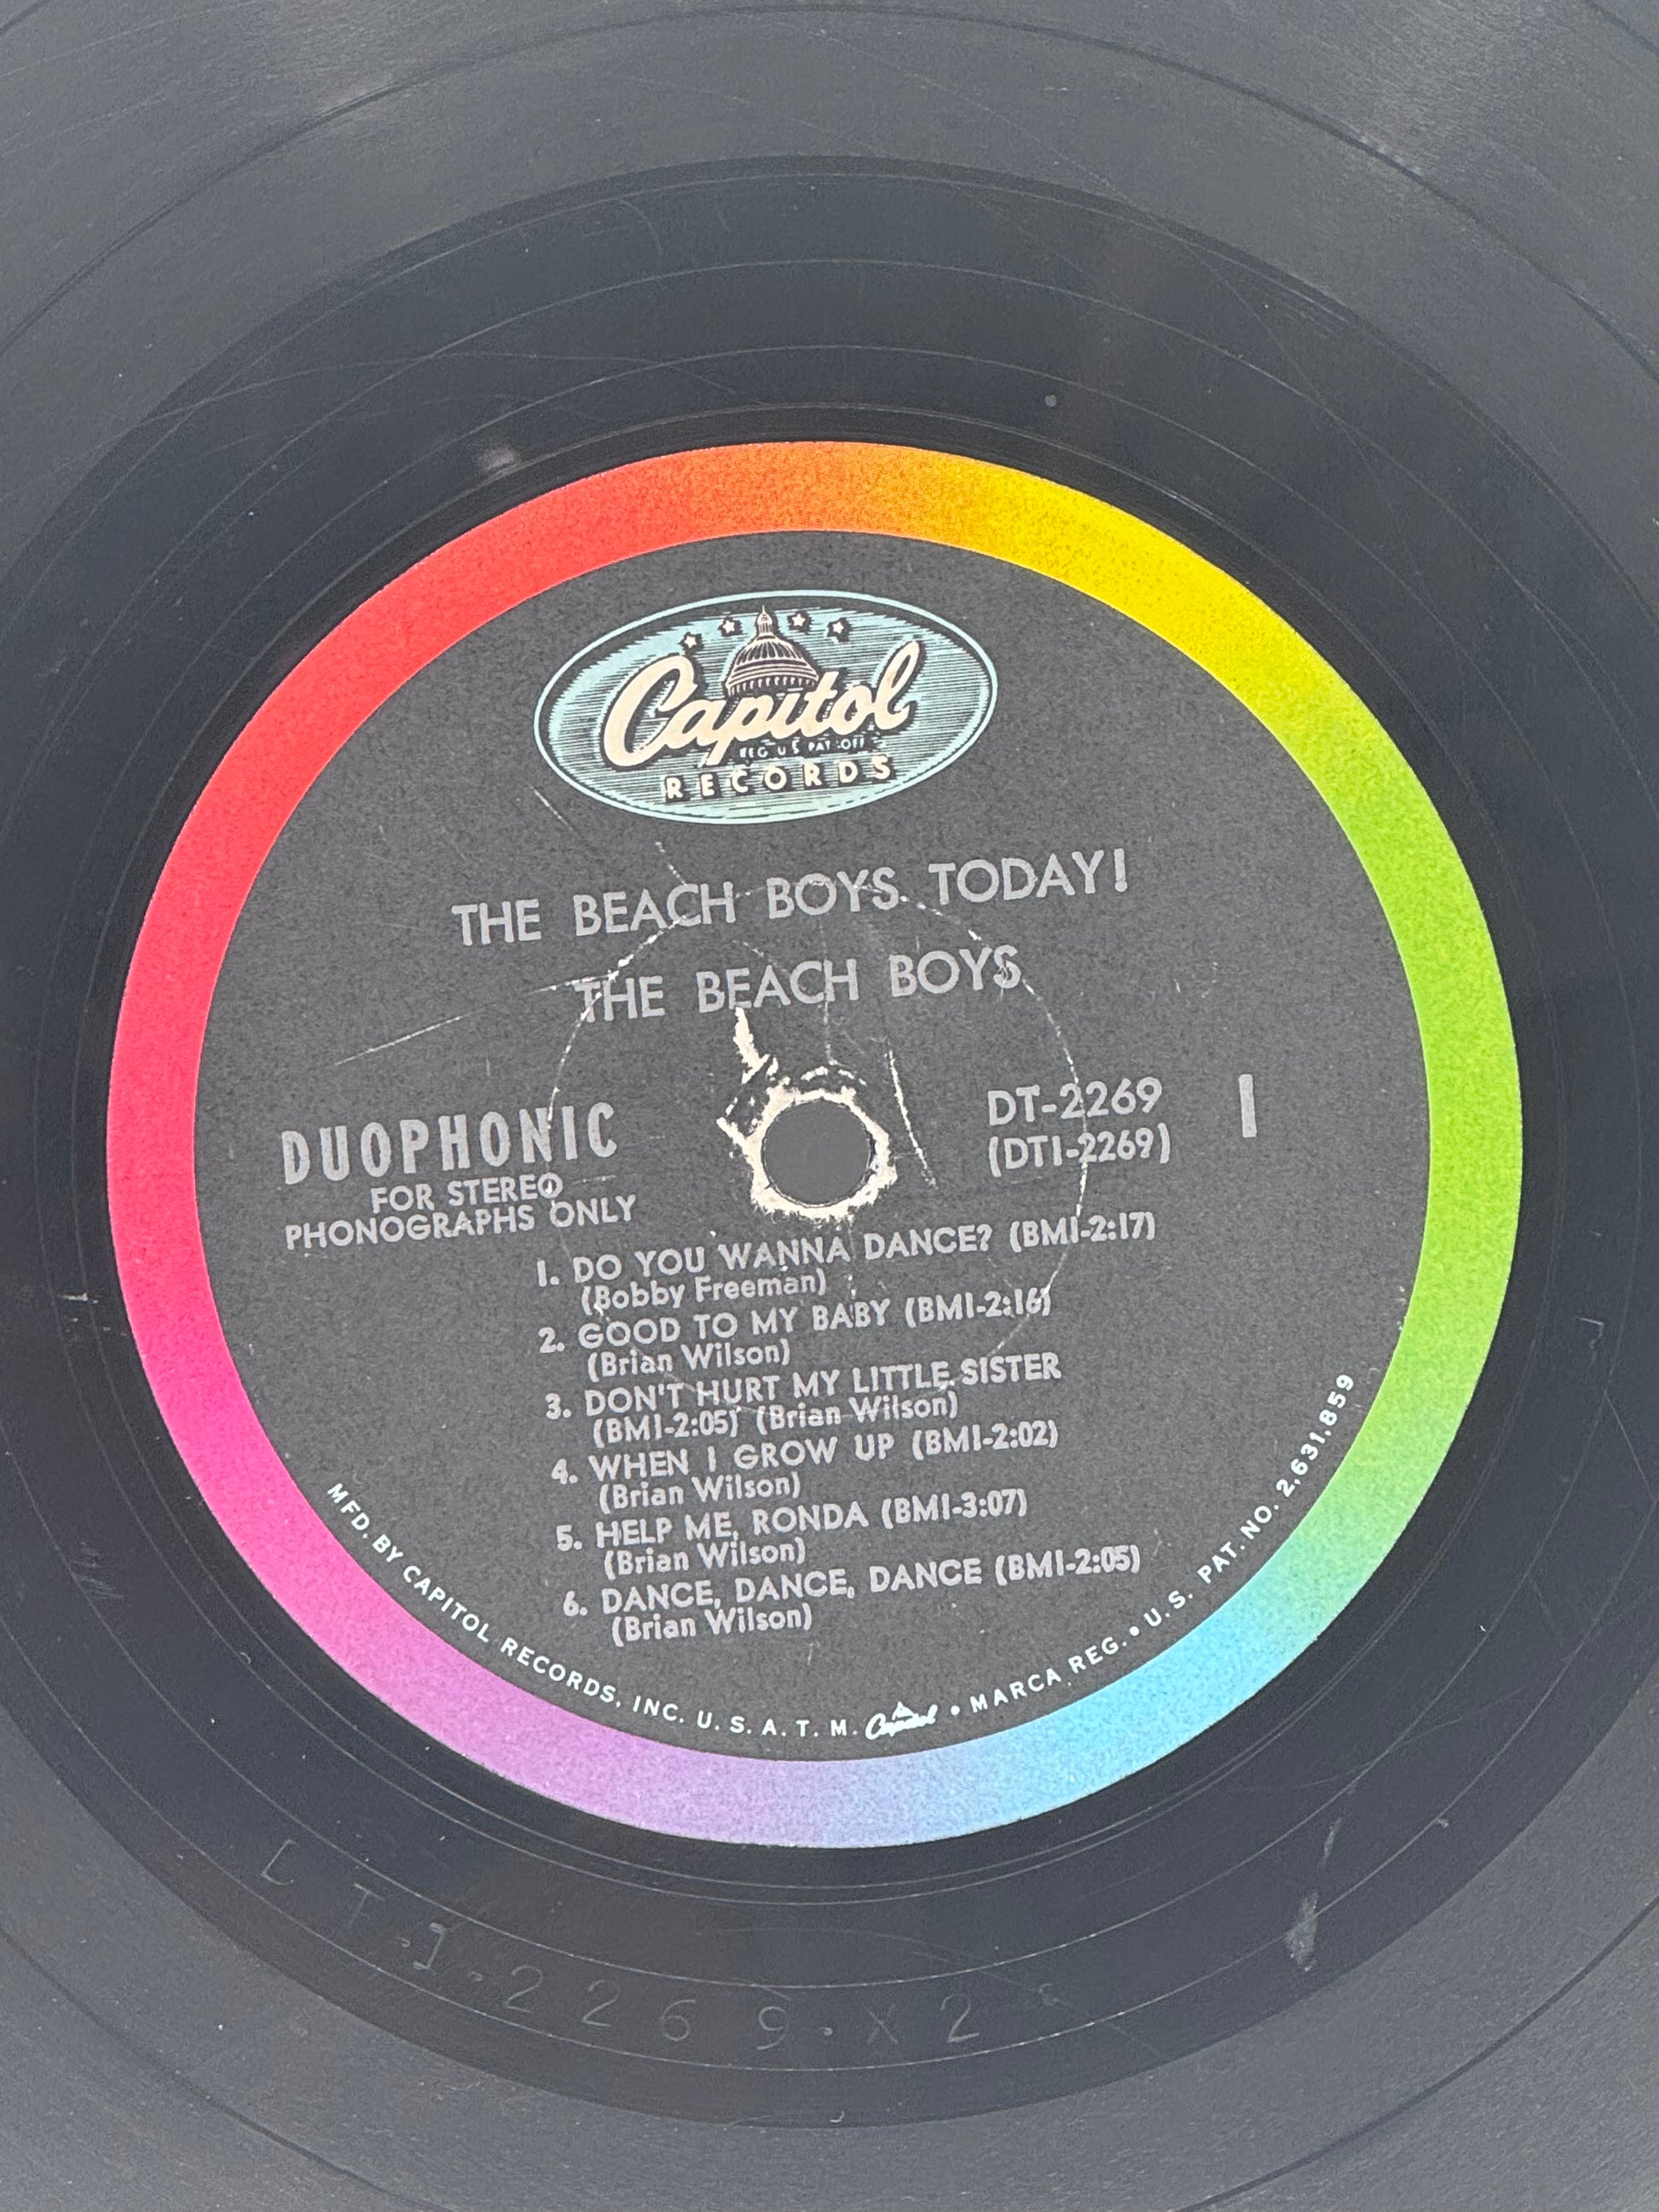 Capitol
REG. U.S. PAT. OFF.
RECORDS
THE BEACH BOYS TODAY!
THE BEACH BOYS
DUOPHONIC
FOR STEREO
PHONOGRAPHS ONLY
DT-2269
(DT1-2269)
1
1. DO YOU WANNA DANCE? (BMI-2:17)
(Bobby Freeman)
2. GOOD TO MY BABY (BMI-2:16)
(Brian Wilson)
3. DON'T HURT MY LITTLE SISTER
(BMI-2:05) (Brian Wilson)
4. WHEN I GROW UP (BMI-2:02)
(Brian Wilson)
5. HELP ME, RONDA (BMI-3:07)
(Brian Wilson)
6. DANCE, DANCE, DANCE (BMI-2:05)
(Brian Wilson)
MFD. BY CAPITOL RECORDS, INC. U. S. A. T. M. Capitol • MARCA REG. • U.S. PAT. NO. 2,631,859
DT-1-2269-X2